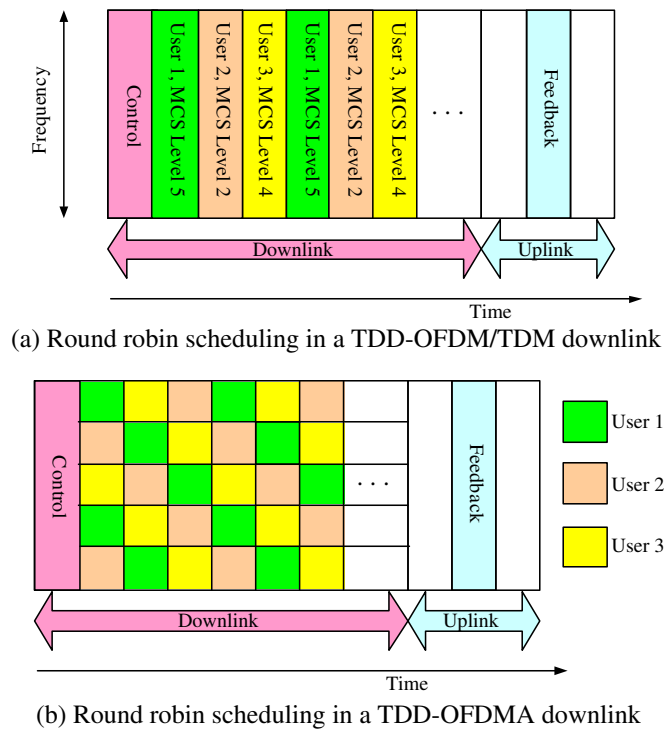 Frequency
Control
User 1, MCS Level 5
User 2, MCS Level 2
User 3, MCS Level 4
User 1, MCS Level 5
User 2, MCS Level 2
User 3, MCS Level 4
. . .
Feedback
Downlink
Uplink
Time
(a) Round robin scheduling in a TDD-OFDM/TDM downlink
Control
. . .
Feedback
User 1
User 2
User 3
Downlink
Uplink
Time
(b) Round robin scheduling in a TDD-OFDMA downlink